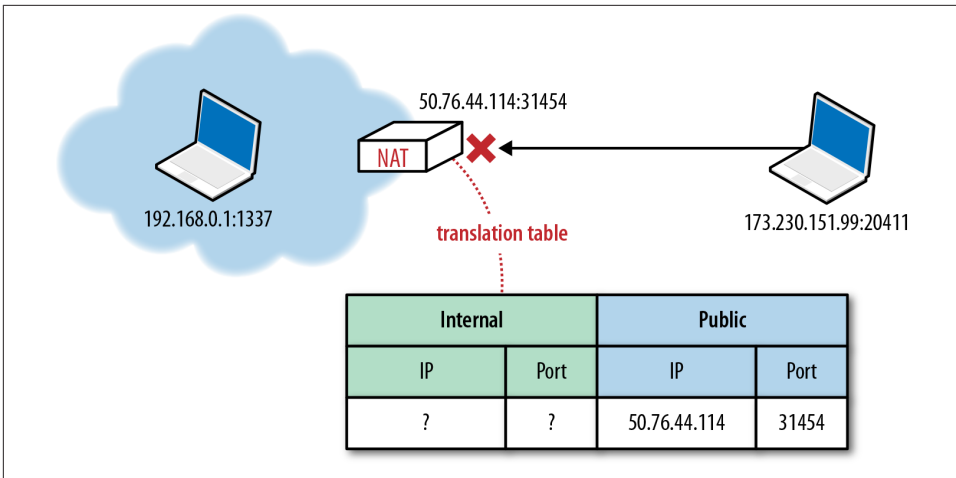 50.76.44.114:31454
NAT
192.168.0.1:1337
173.230.151.99:20411
translation table
Internal Public
IP Port IP Port
? ? 50.76.44.114 31454